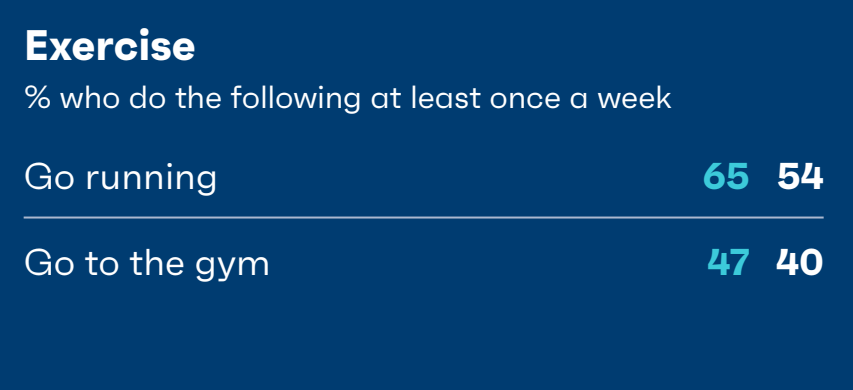 Exercise
% who do the following at least once a week
Go running 65 54
Go to the gym 47 40